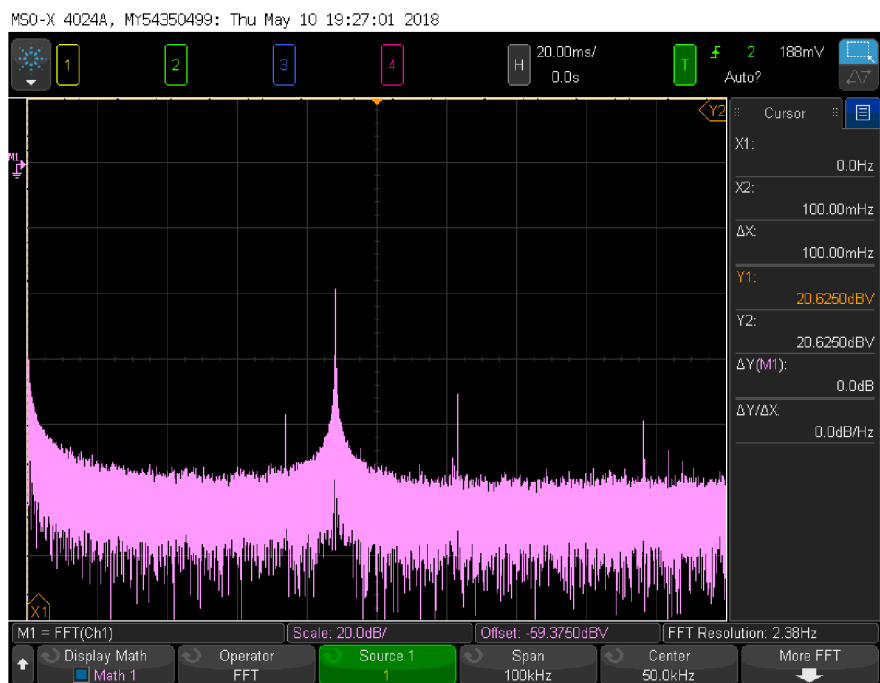 MSO-X 4024A, MY54350499: Thu May 10 19:27:01 2018
1 2 3 4 H 20.00ms/ 0.0s T 2 188mV Auto?
Y2
Cursor
X1:
0.0Hz
X2:
100.00mHz
ΔX:
100.00mHz
Y1:
20.6250dBV
Y2:
20.6250dBV
ΔY(M1):
0.0dB
ΔY/ΔX:
0.0dB/Hz
M1
X1
M1 = FFT(Ch1) Scale: 20.0dB/ Offset: -59.3750dBV FFT Resolution: 2.38Hz
Display Math Operator Source 1 Span Center More FFT
Math 1 FFT 1 100kHz 50.0kHz